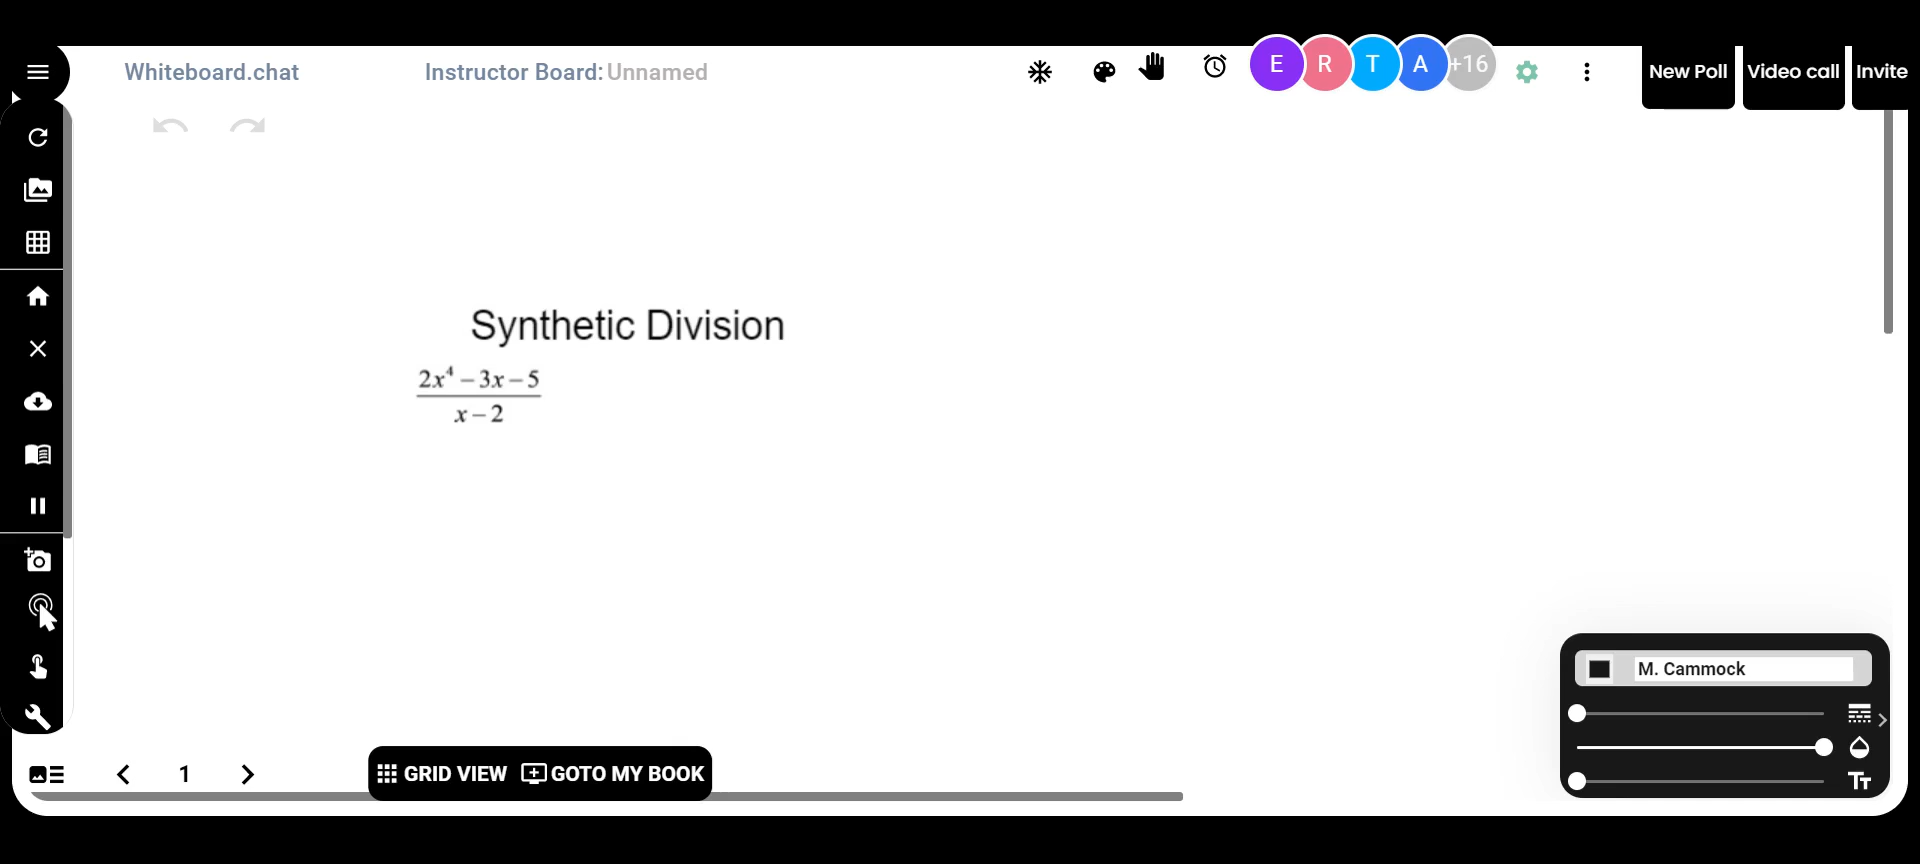 Whiteboard.chat
Instructor Board: Unnamed
E R T A +16
New Poll
Video call
Invite
Synthetic Division
2x⁴ – 3x – 5
x – 2
M. Cammock
Tт
1
GRID VIEW
GOTO MY BOOK